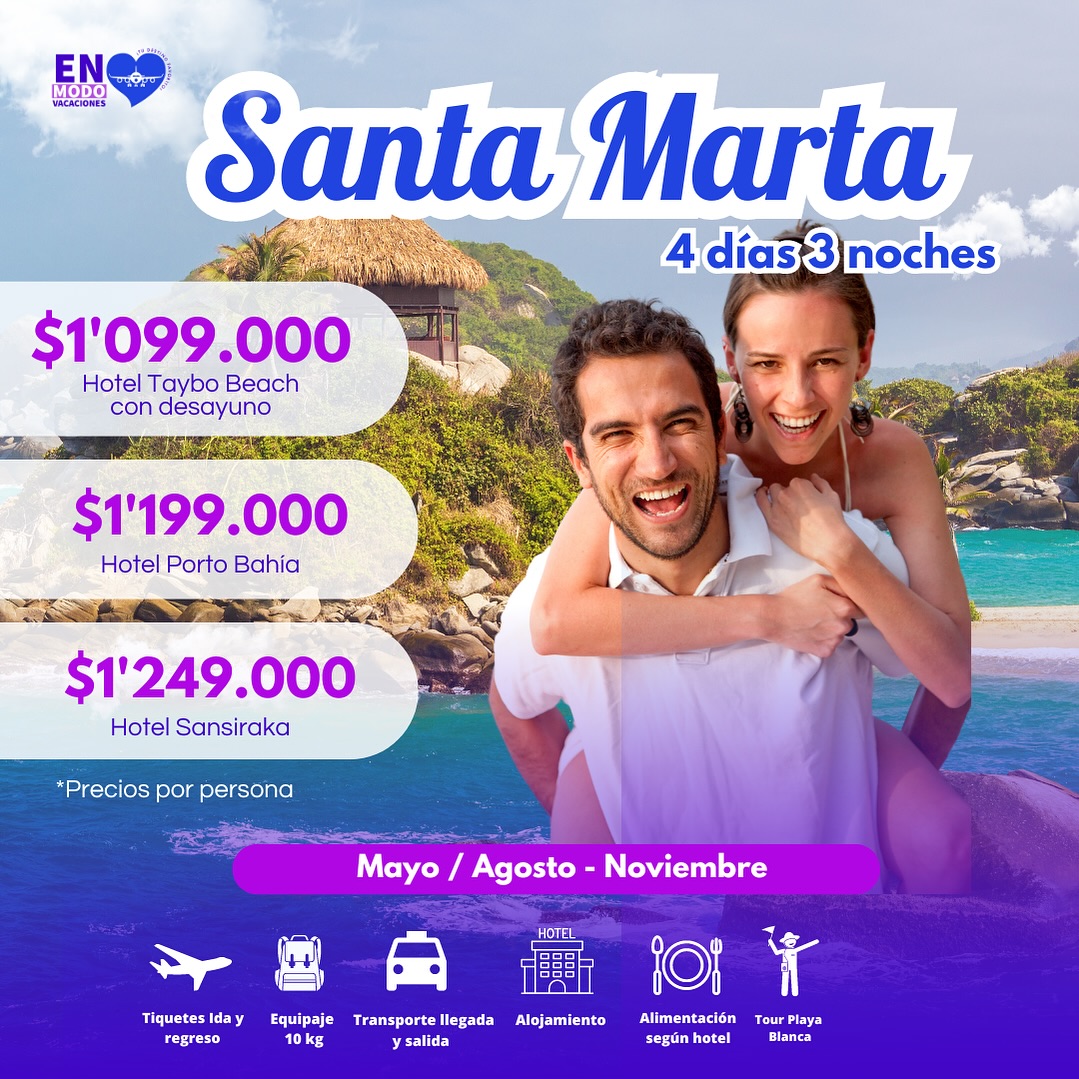 EN
MODO
VACACIONES
Santa Marta
4 días 3 noches
$1'099.000
Hotel Taybo Beach
con desayuno
$1'199.000
Hotel Porto Bahía
$1'249.000
Hotel Sansiraka
*Precios por persona
Mayo / Agosto - Noviembre
HOTEL
Tiquetes Ida y
regreso
Equipaje
10 kg
Transporte llegada
y salida
Alojamiento
Alimentación
según hotel
Tour Playa
Blanca